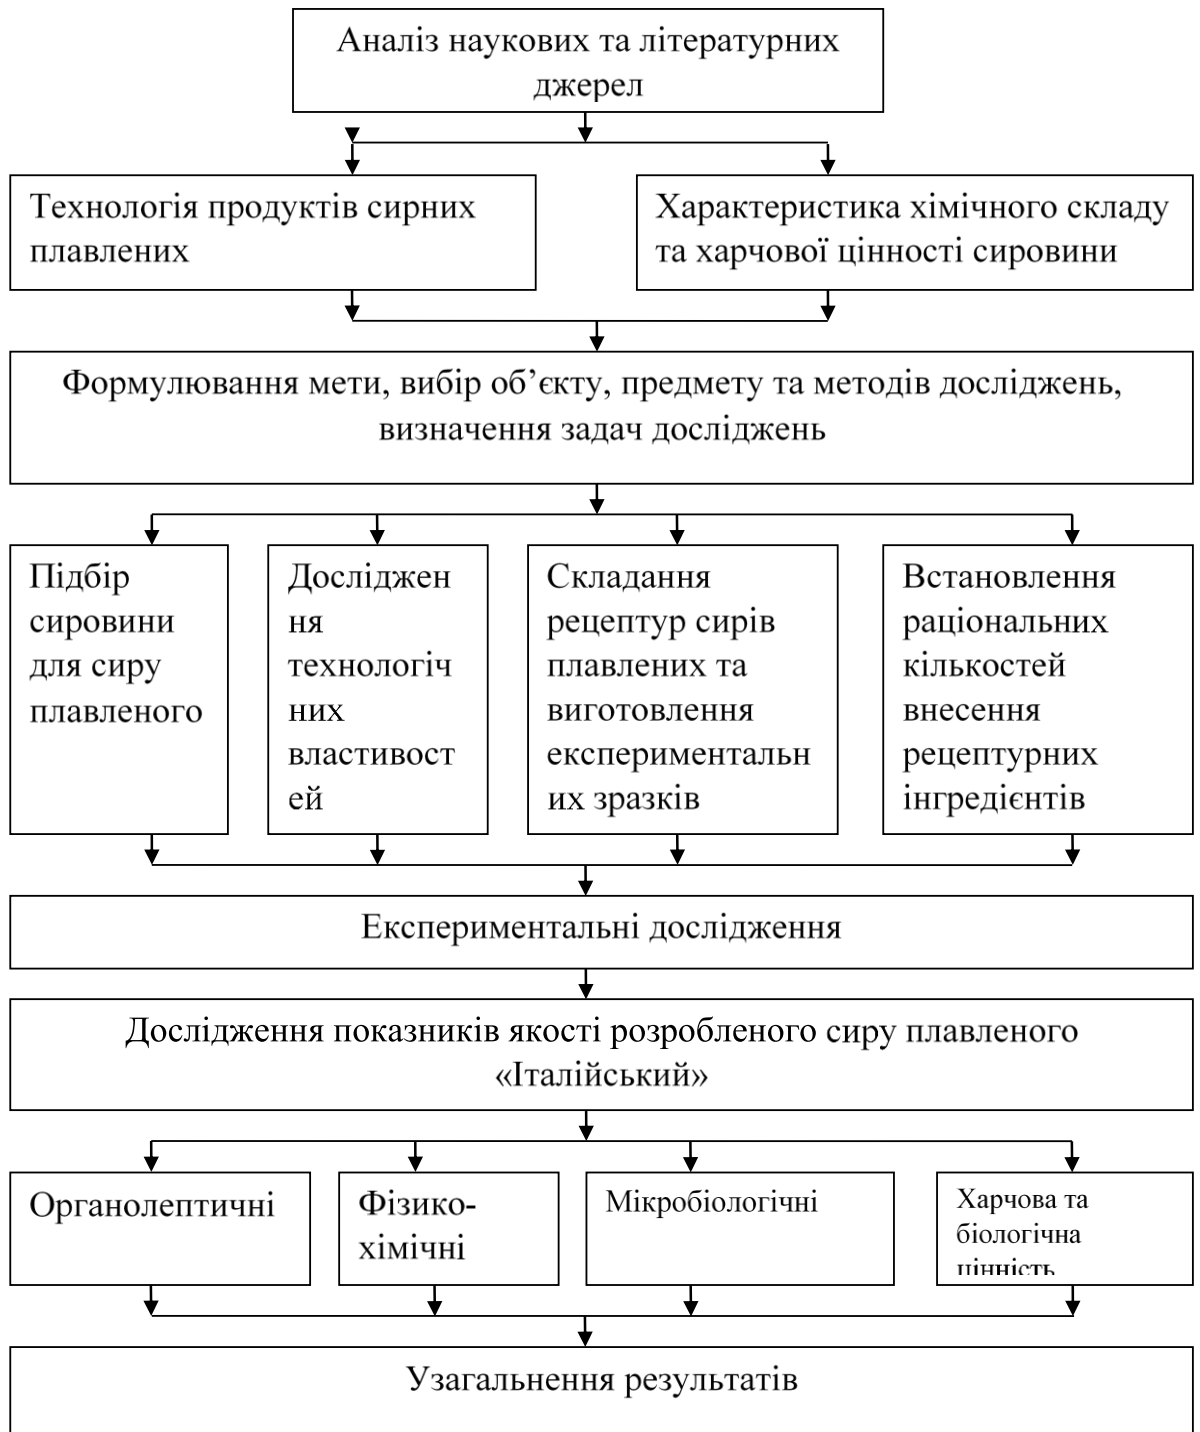 Аналіз наукових та літературних
джерел
Технологія продуктів сирних
плавлених
Характеристика хімічного складу
та харчової цінності сировини
Формулювання мети, вибір об’єкту, предмету та методів досліджень,
визначення задач досліджень
Підбір
сировини
для сиру
плавленого
Досліджен
ня
технологіч
них
властивост
ей
Складання
рецептур сирів
плавлених та
виготовлення
експериментальн
их зразків
Встановлення
раціональних
кількостей
внесення
рецептурних
інгредієнтів
Експериментальні дослідження
Дослідження показників якості розробленого сиру плавленого
«Італійський»
Органолептичні
Фізико-
хімічні
Мікробіологічні
Харчова та
біологічна
цінність
Узагальнення результатів